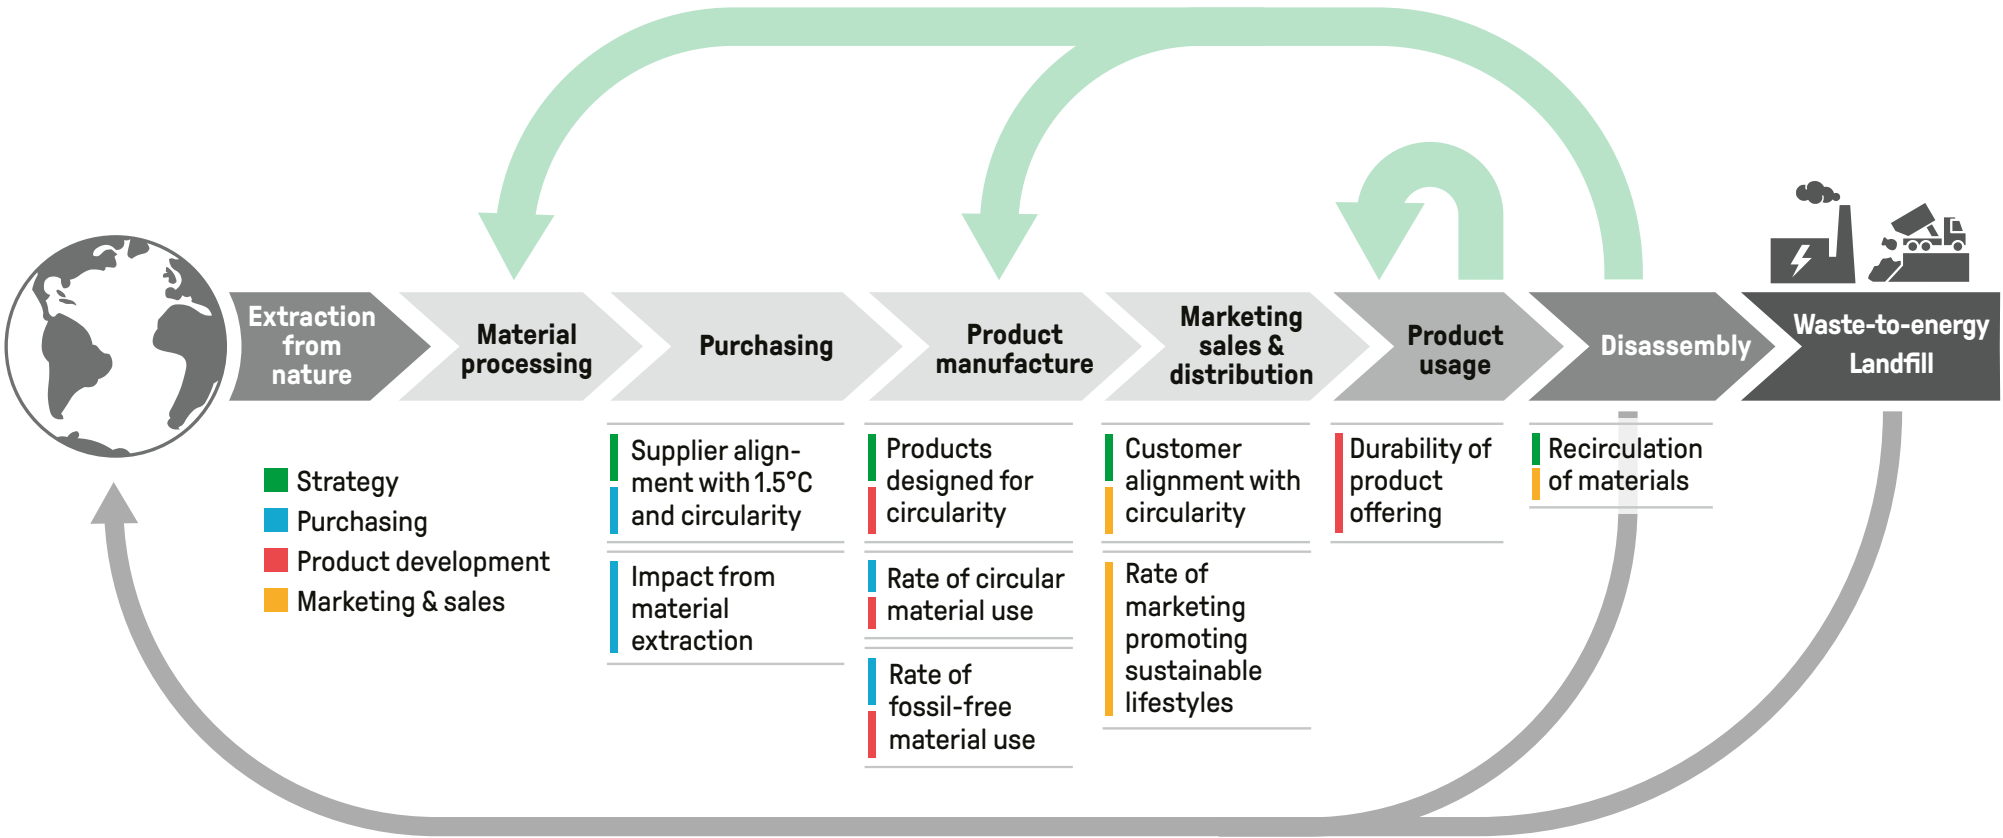 Extraction
from
nature
Material
processing
Purchasing
Product
manufacture
Marketing
sales &
distribution
Product
usage
Disassembly
Waste-to-energy
Landfill
Strategy
Purchasing
Product development
Marketing & sales
Supplier align-
ment with 1.5°C
and circularity
Impact from
material
extraction
Products
designed for
circularity
Rate of circular
material use
Rate of
fossil-free
material use
Customer
alignment with
circularity
Rate of
marketing
promoting
sustainable
lifestyles
Durability of
product
offering
Recirculation
of materials